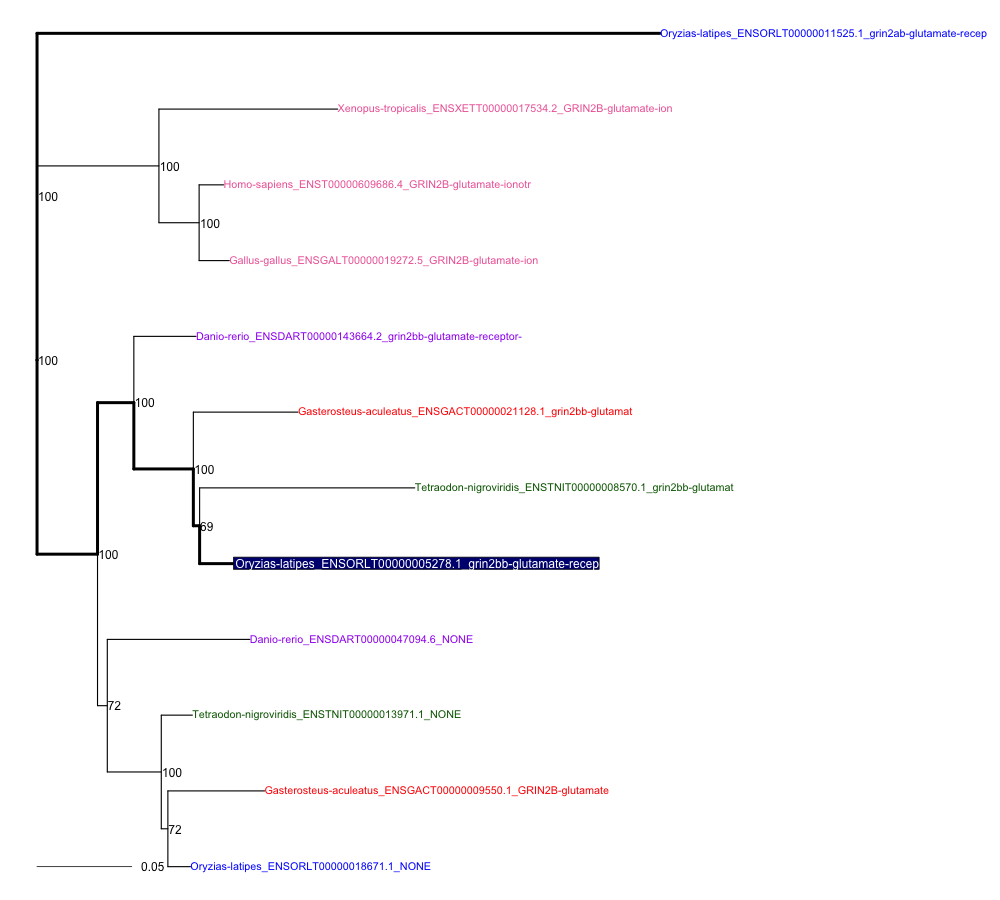 Oryzias-latipes_ENSORLT00000011525.1_grin2ab-glutamate-recep
Xenopus-tropicalis_ENSXETT00000017534.2_GRIN2B-glutamate-ion
100
Homo-sapiens_ENST00000609686.4_GRIN2B-glutamate-ionotr
100
100
Gallus-gallus_ENSGALT00000019272.5_GRIN2B-glutamate-ion
Danio-rerio_ENSDART00000143664.2_grin2bb-glutamate-receptor-
100
100
Gasterosteus-aculeatus_ENSGACT00000021128.1_grin2bb-glutamat
100
Tetraodon-nigroviridis_ENSTNIT00000008570.1_grin2bb-glutamat
69
100
Oryzias-latipes_ENSORLT00000005278.1_grin2bb-glutamate-recep
Danio-rerio_ENSDART00000047094.6_NONE
72
Tetraodon-nigroviridis_ENSTNIT00000013971.1_NONE
100
Gasterosteus-aculeatus_ENSGACT00000009550.1_GRIN2B-glutamate
72
0.05
Oryzias-latipes_ENSORLT00000018671.1_NONE